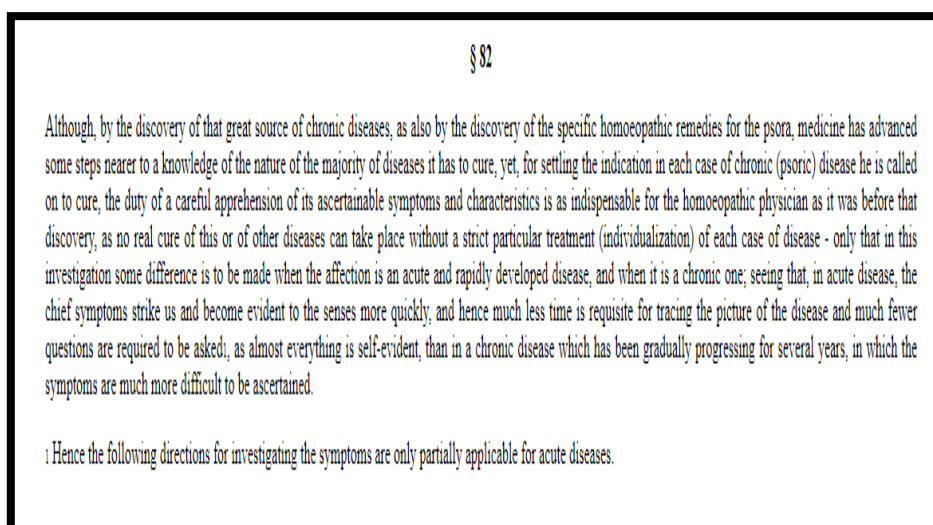 § 82
Although, by the discovery of that great source of chronic diseases, as also by the discovery of the specific homoeopathic remedies for the psora, medicine has advanced
some steps nearer to a knowledge of the nature of the majority of diseases it has to cure, yet, for settling the indication in each case of chronic (psoric) disease he is called
on to cure, the duty of a careful apprehension of its ascertainable symptoms and characteristics is as indispensable for the homoeopathic physician as it was before that
discovery, as no real cure of this or of other diseases can take place without a strict particular treatment (individualization) of each case of disease - only that in this
investigation some difference is to be made when the affection is an acute and rapidly developed disease, and when it is a chronic one; seeing that, in acute disease, the
chief symptoms strike us and become evident to the senses more quickly, and hence much less time is requisite for tracing the picture of the disease and much fewer
questions are required to be asked1, as almost everything is self-evident, than in a chronic disease which has been gradually progressing for several years, in which the
symptoms are much more difficult to be ascertained.
1 Hence the following directions for investigating the symptoms are only partially applicable for acute diseases.